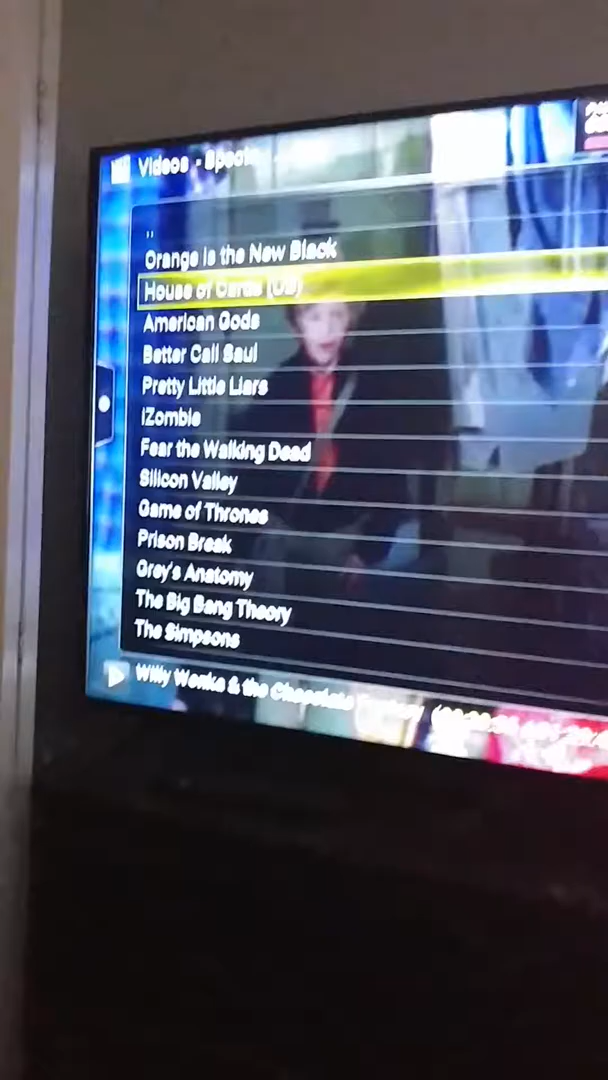 Videos -
..
Orange is the New Black
House of Cards (US)
American Gods
Better Call Saul
Pretty Little Liars
iZombie
Fear the Walking Dead
Silicon Valley
Game of Thrones
Prison Break
Grey's Anatomy
The Big Bang Theory
The Simpsons
Willy Wonka & the Chocolate Factory